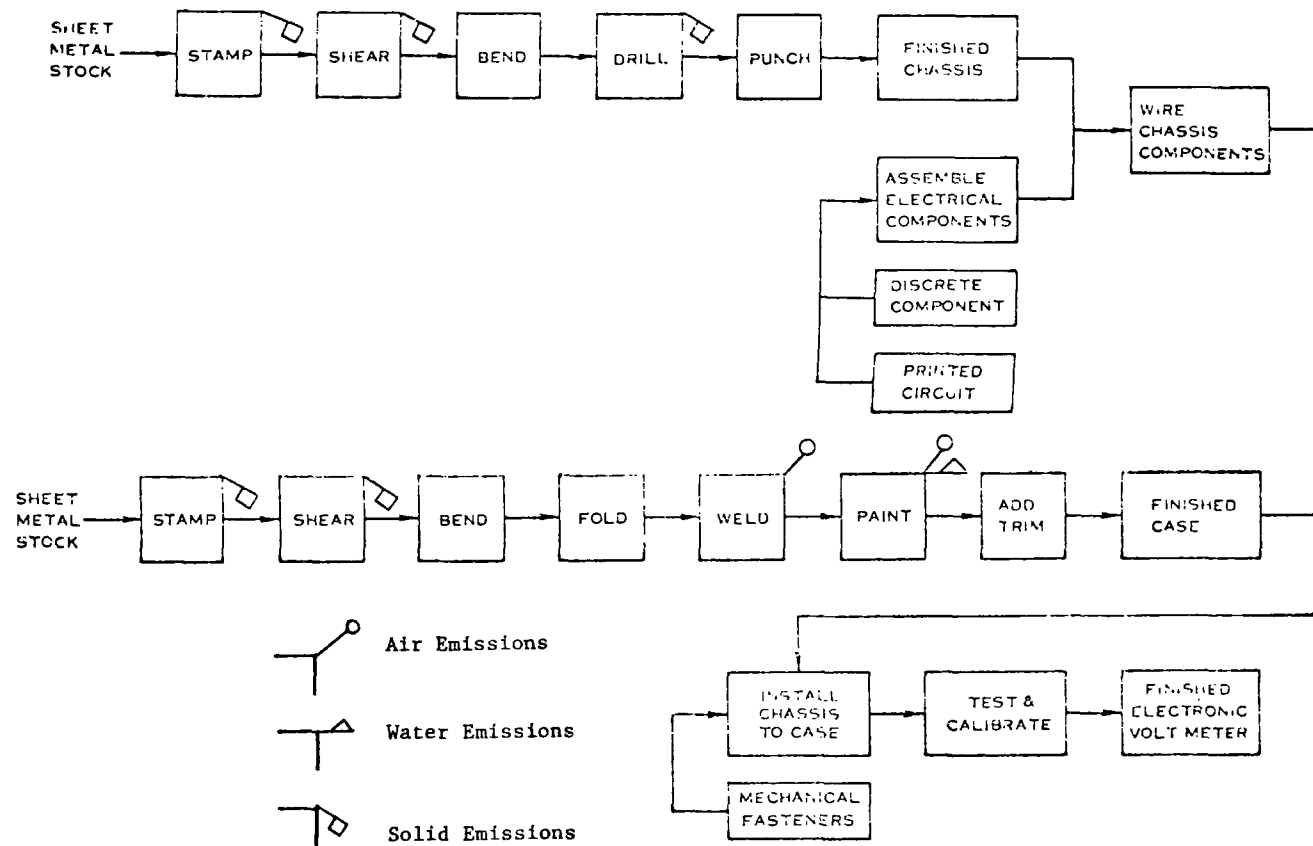 SHEET
METAL
STOCK
STAMP
SHEAR
BEND
DRILL
PUNCH
FINISHED
CHASSIS
WIRE
CHASSIS
COMPONENTS
ASSEMBLE
ELECTRICAL
COMPONENTS
DISCRETE
COMPONENT
PRINTED
CIRCUIT
SHEET
METAL
STOCK
STAMP
SHEAR
BEND
FOLD
WELD
PAINT
ADD
TRIM
FINISHED
CASE
Air Emissions
Water Emissions
Solid Emissions
INSTALL
CHASSIS
TO CASE
TEST &
CALIBRATE
FINISHED
ELECTRONIC
VOLT METER
MECHANICAL
FASTENERS